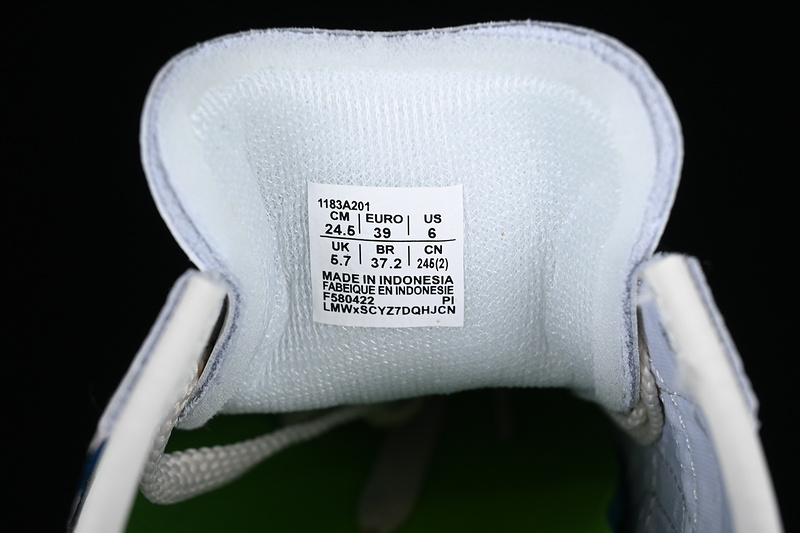 1183A201
CM EURO US
24.5 39 6
UK BR CN
5.7 37.2 245(2)
MADE IN INDONESIA
FABEIQUE EN INDONESIE
F580422 PI
LMWxSCYZ7DQHJCN